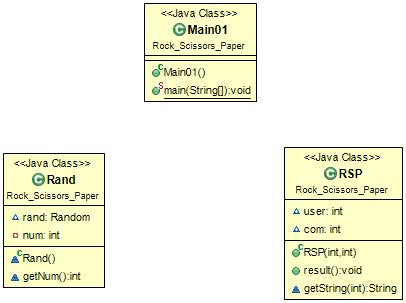 <<Java Class>>
Main01
Rock_Scissors_Paper
Main01()
main(String[]):void
<<Java Class>>
Rand
Rock_Scissors_Paper
rand: Random
num: int
Rand()
getNum():int
<<Java Class>>
RSP
Rock_Scissors_Paper
user: int
com: int
RSP(int,int)
result():void
getString(int):String